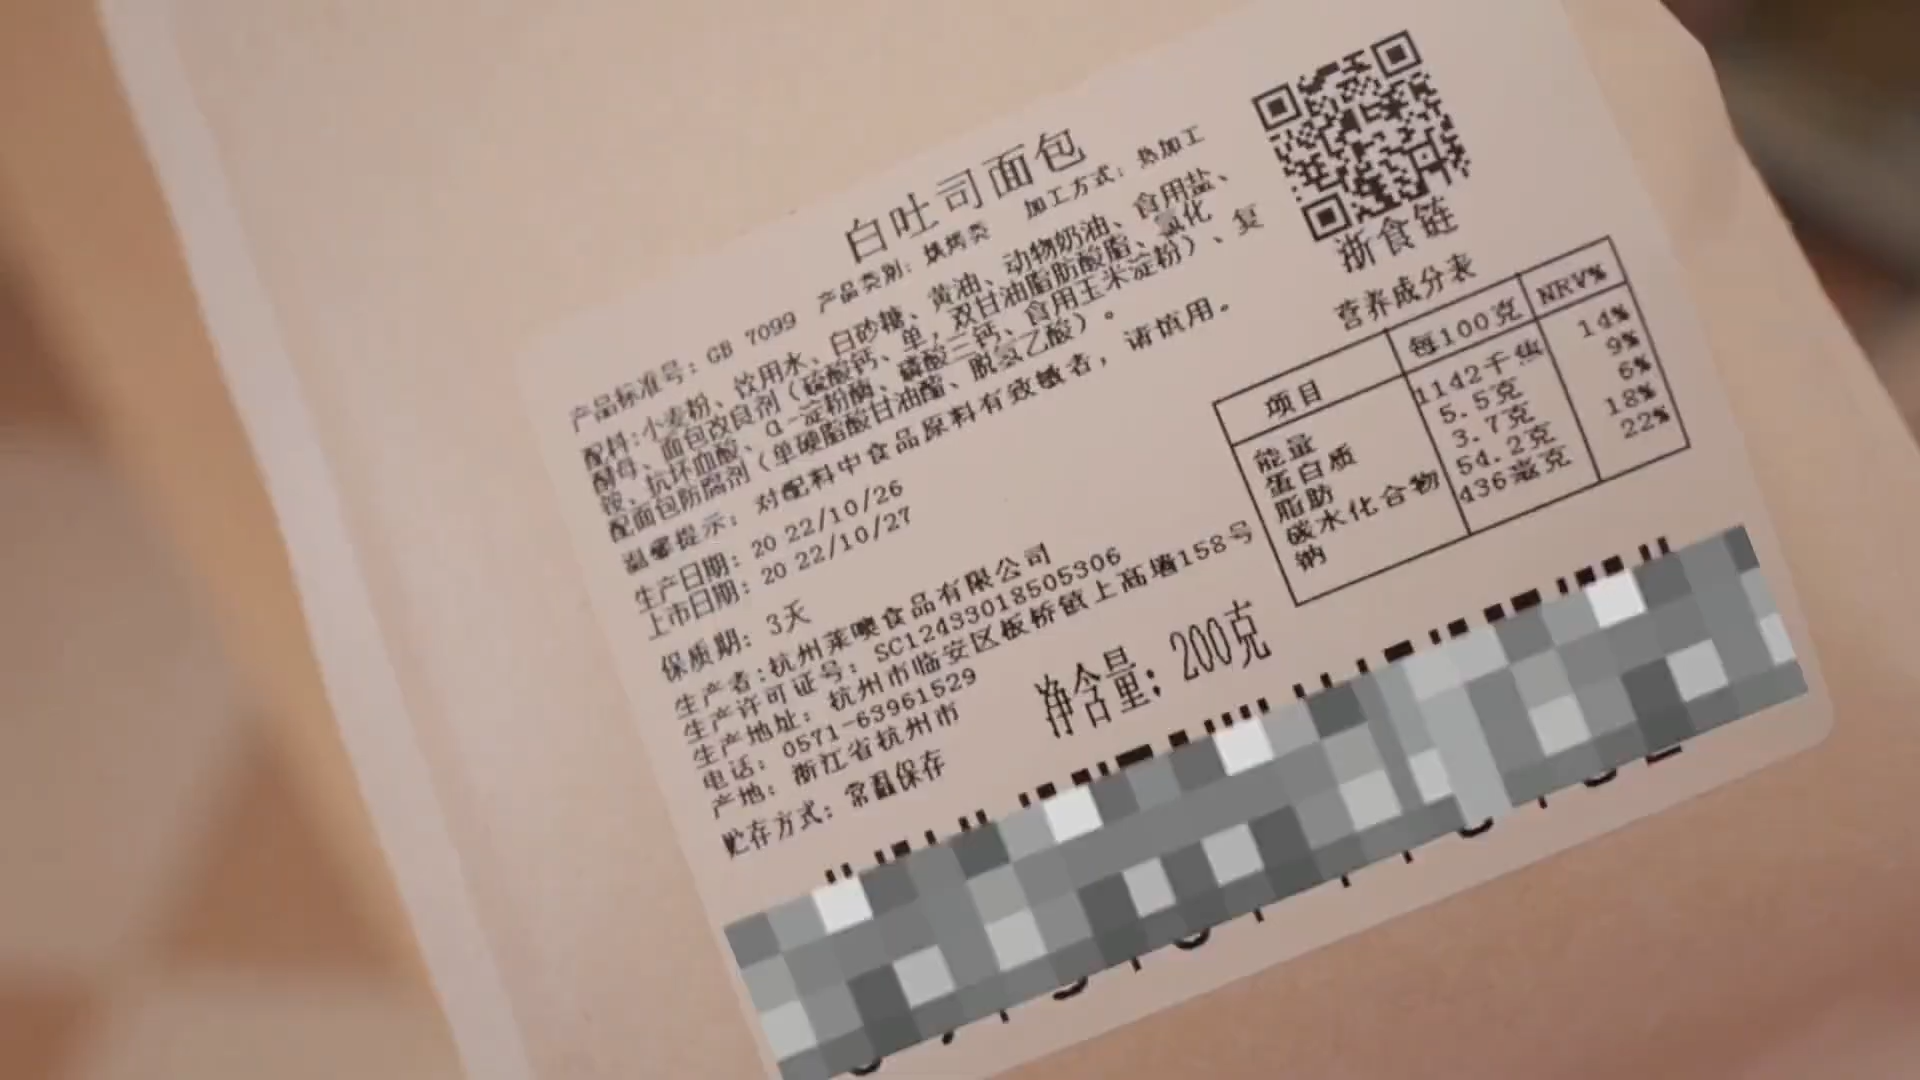 白吐司面包
产品标准号: GB 7099 产品类别: 烘烤类 加工方式: 热加工
配料:小麦粉、饮用水、白砂糖、黄油、动物奶油、食用盐、
酵母、面包改良剂（硫酸钙、单，双甘油脂肪酸酯、氯化
铵、抗坏血酸、α-淀粉酶、磷酸三钙、食用玉米淀粉）、复
配面包防腐剂（单硬脂酸甘油酯、脱氢乙酸）。
温馨提示: 对配料中食品原料有致敏者，请慎用。
生产日期: 20 22/10/26
上市日期: 20 22/10/27
保质期: 3天
生产者:杭州莱噢食品有限公司
生产许可证号: SC12433018505306
生产地址: 杭州市临安区板桥镇上高墙158号
电话: 0571-63961529
产地: 浙江省杭州市
贮存方式: 常温保存
净含量: 200克
浙食链
营养成分表
项目 每100克 NRV%
能量 1142千焦 14%
蛋白质 5.5克 9%
脂肪 3.7克 6%
碳水化合物 54.2克 18%
钠 436毫克 22%